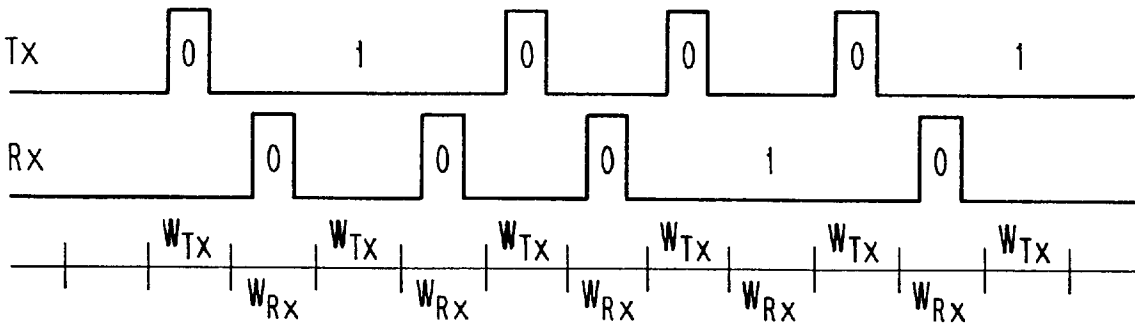 Tx 0 1 0 0 0 1
Rx 0 0 0 1 0
WTx WTx WTx WTx WTx WTx
WRx WRx WRx WRx WRx